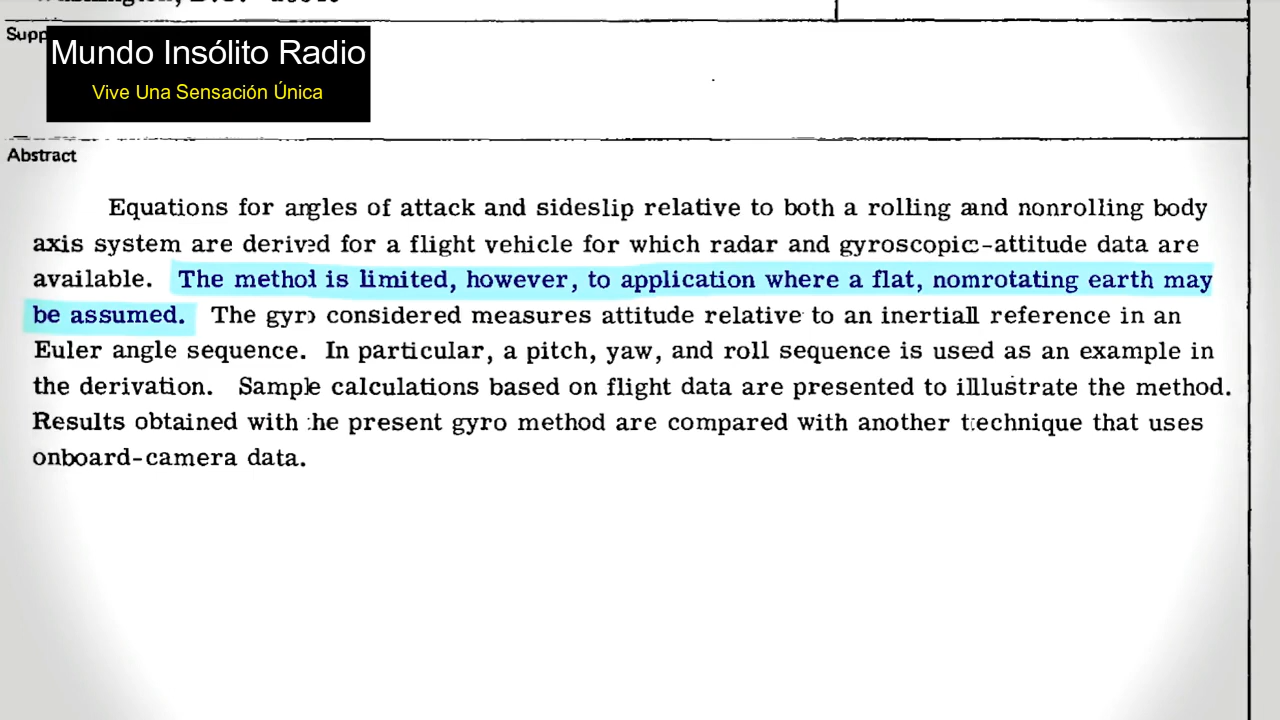 Supp
Mundo Insólito Radio
Vive Una Sensación Única
Abstract
Equations for angles of attack and sideslip relative to both a rolling and nonrolling body
axis system are derived for a flight vehicle for which radar and gyroscopic-attitude data are
available. The method is limited, however, to application where a flat, nonrotating earth may
be assumed. The gyro considered measures attitude relative to an inertial reference in an
Euler angle sequence. In particular, a pitch, yaw, and roll sequence is used as an example in
the derivation. Sample calculations based on flight data are presented to illustrate the method.
Results obtained with the present gyro method are compared with another technique that uses
onboard-camera data.